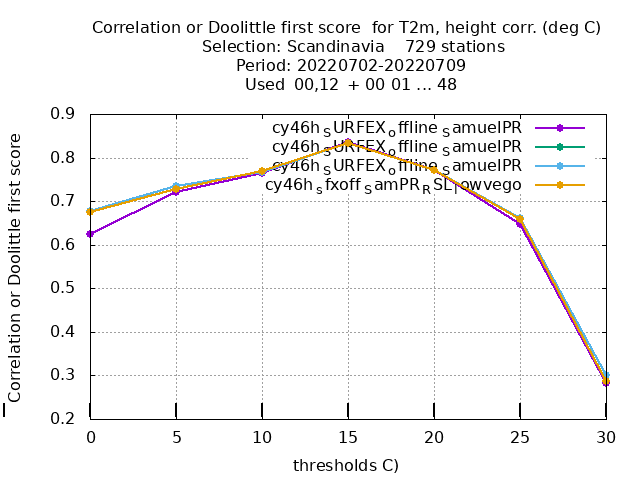 Correlation or Doolittle first score  for T2m, height corr. (deg C)
Selection: Scandinavia    729 stations
Period: 20220702-20220709
Used  00,12  + 00 01 ... 48
cy46h_SURFEX_offline_SamuelPR
cy46h_SURFEX_offline_SamuelPR
cy46h_SURFEX_offline_SamuelPR
cy46h_sfxoff_SamPR_RSL_lowvego
Correlation or Doolittle first score
0.9
0.8
0.7
0.6
0.5
0.4
0.3
0.2
0 5 10 15 20 25 30
thresholds C)